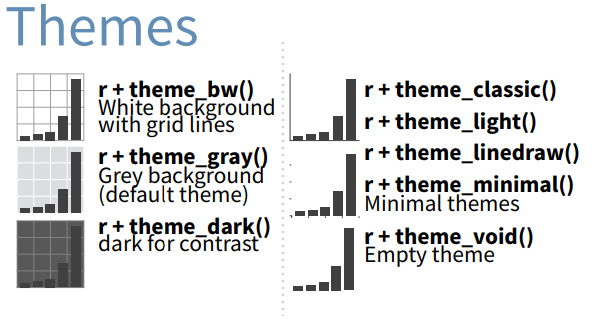 Themes
r + theme_bw()
White background
with grid lines
r + theme_gray()
Grey background
(default theme)
r + theme_dark()
dark for contrast
r + theme_classic()
r + theme_light()
r + theme_linedraw()
r + theme_minimal()
Minimal themes
r + theme_void()
Empty theme